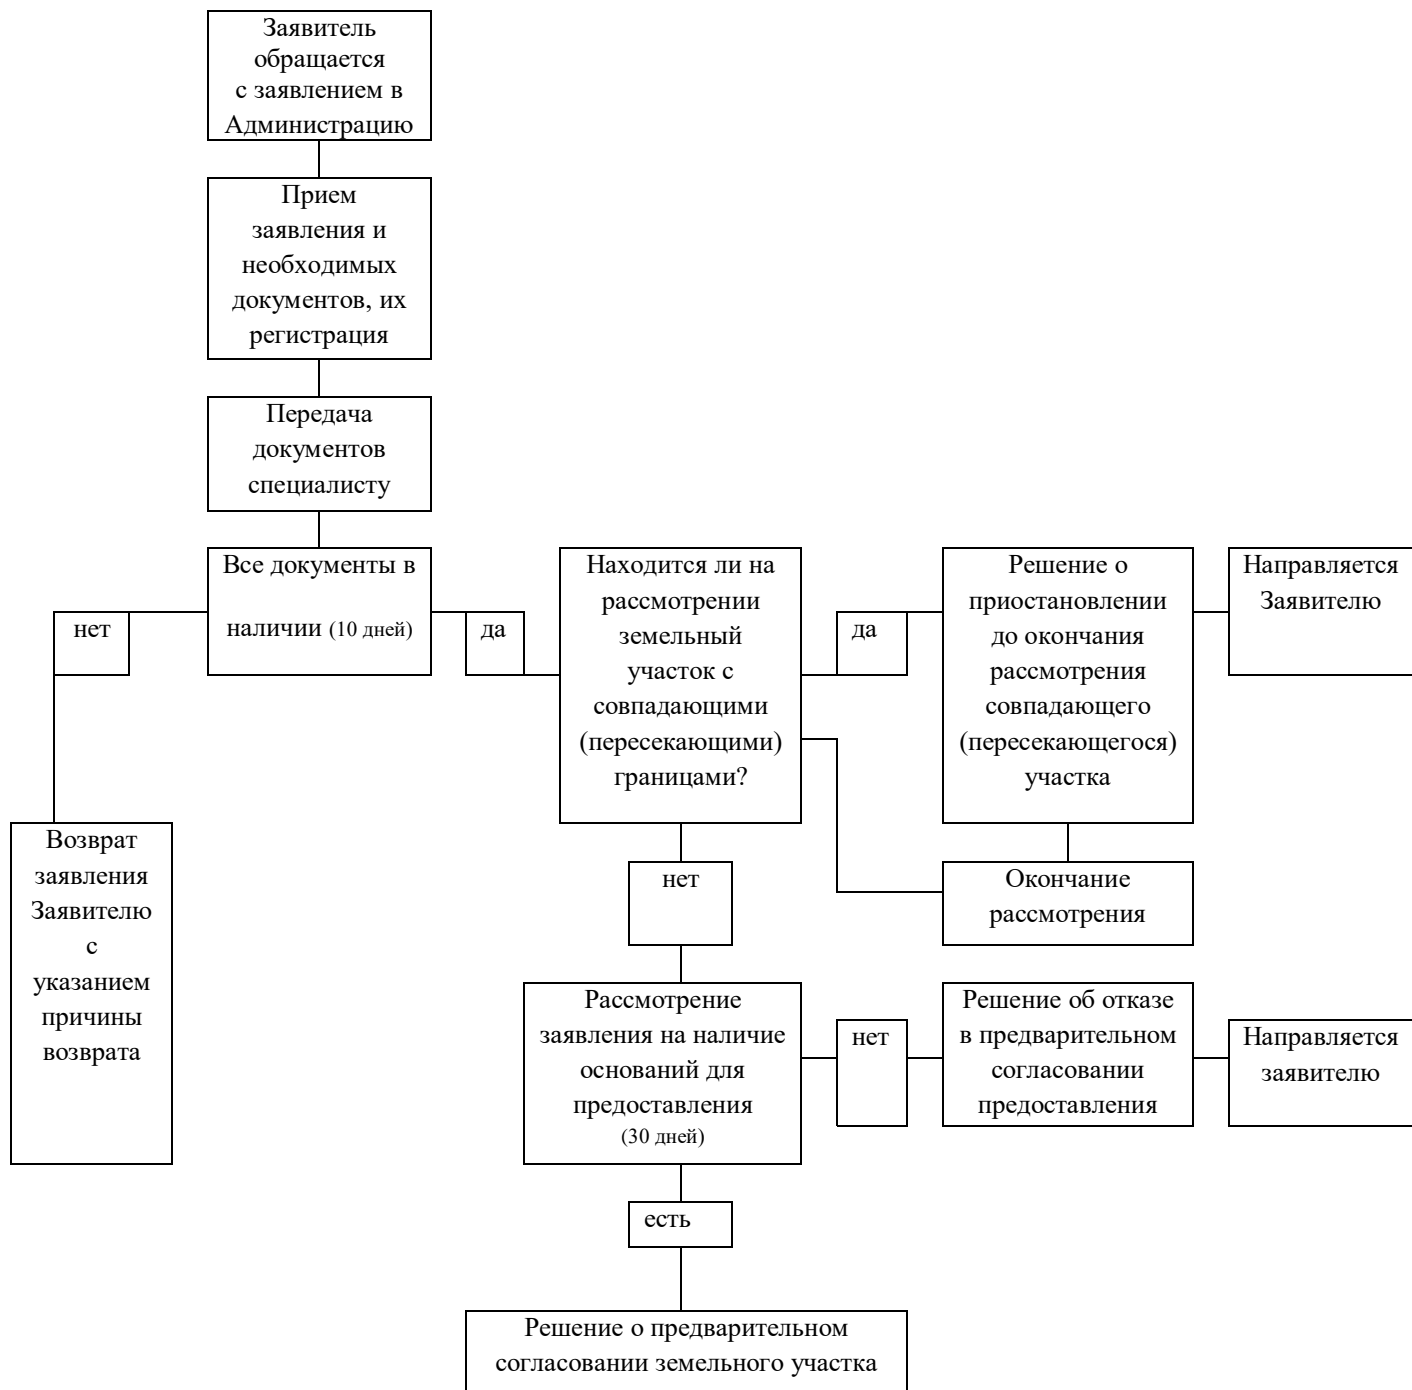 Заявитель
обращается
с заявлением в
Администрацию
Прием
заявления и
необходимых
документов, их
регистрация
Передача
документов
специалисту
Все документы в
наличии (10 дней)
нет
да
Находится ли на
рассмотрении
земельный
участок с
совпадающими
(пересекающими)
границами?
да
Решение о
приостановлении
до окончания
рассмотрения
совпадающего
(пересекающегося)
участка
Направляется
Заявителю
Возврат
заявления
Заявителю
с
указанием
причины
возврата
нет
Окончание
рассмотрения
Рассмотрение
заявления на наличие
оснований для
предоставления
(30 дней)
нет
Решение об отказе
в предварительном
согласовании
предоставления
Направляется
заявителю
есть
Решение о предварительном
согласовании земельного участка